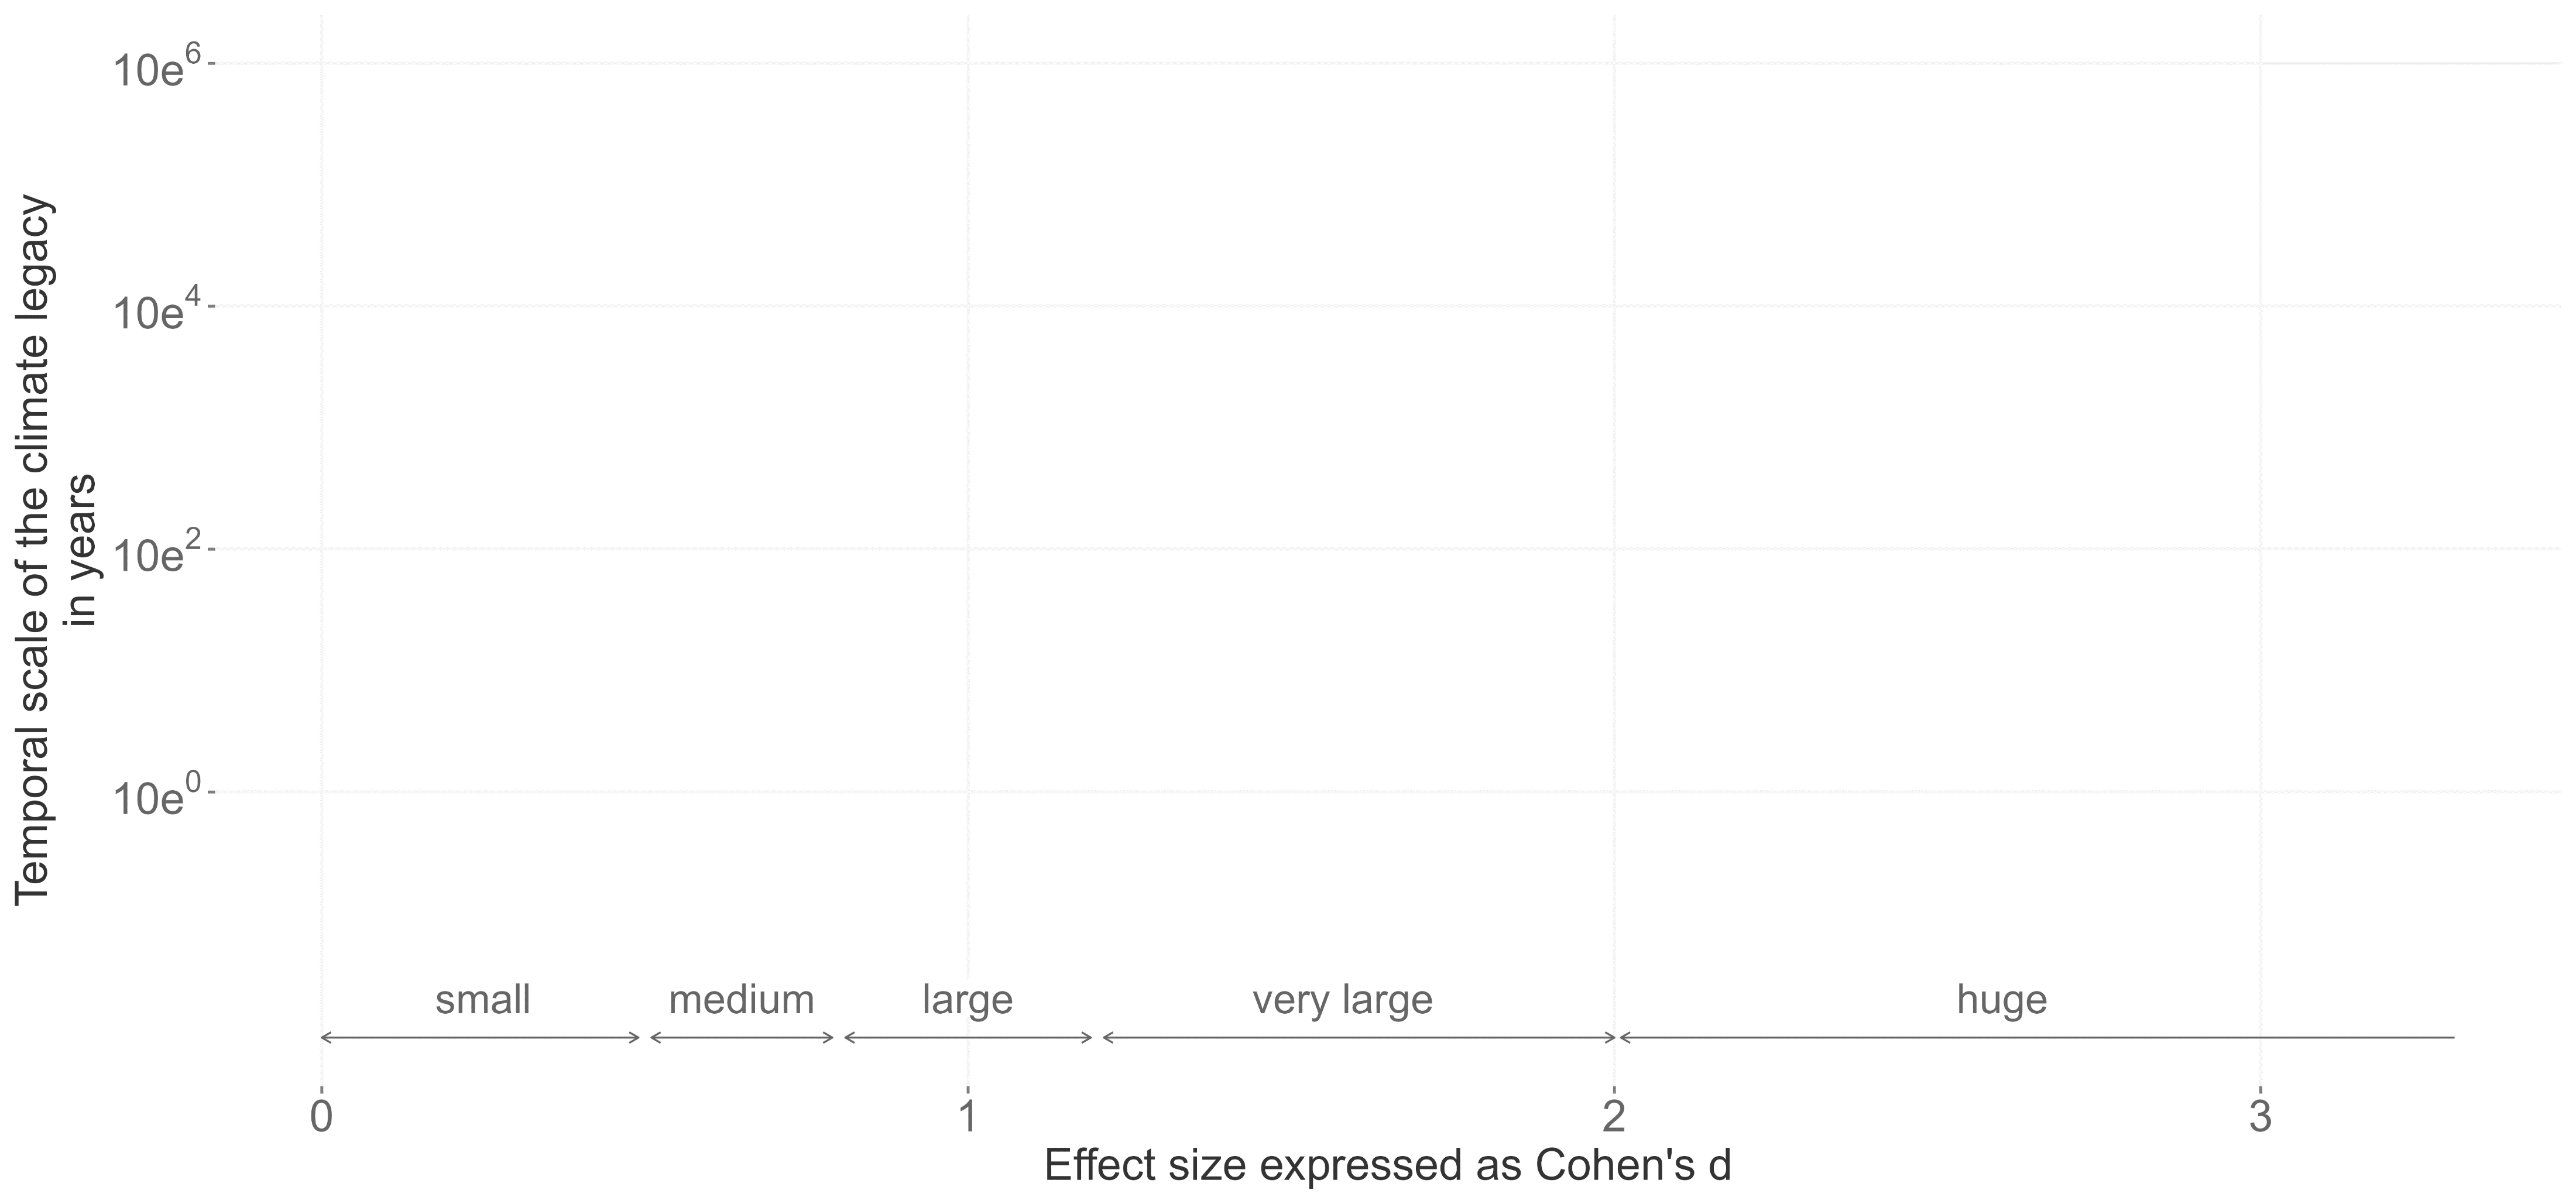 Temporal scale of the climate legacy
in years
10e⁶
10e⁴
10e²
10e⁰
small medium large very large huge
0 1 2 3
Effect size expressed as Cohen's d